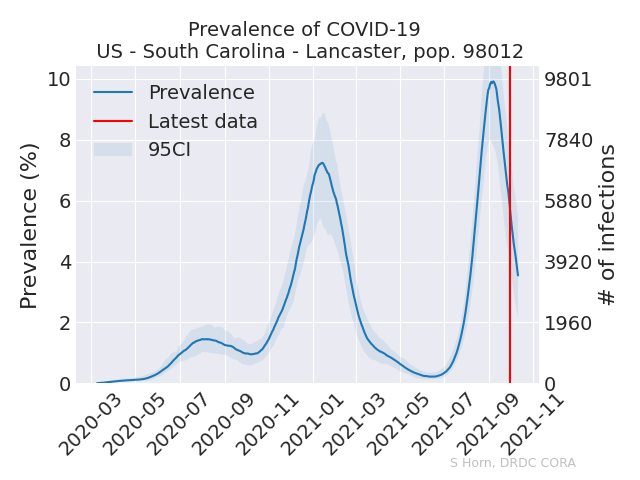 Prevalence of COVID-19
US - South Carolina - Lancaster, pop. 98012
Prevalence
Latest data
95CI
Prevalence (%)
10
8
6
4
2
0
9801
7840
5880
3920
1960
0
# of infections
2020-03
2020-05
2020-07
2020-09
2020-11
2021-01
2021-03
2021-05
2021-07
2021-09
2021-11
S Horn, DRDC CORA